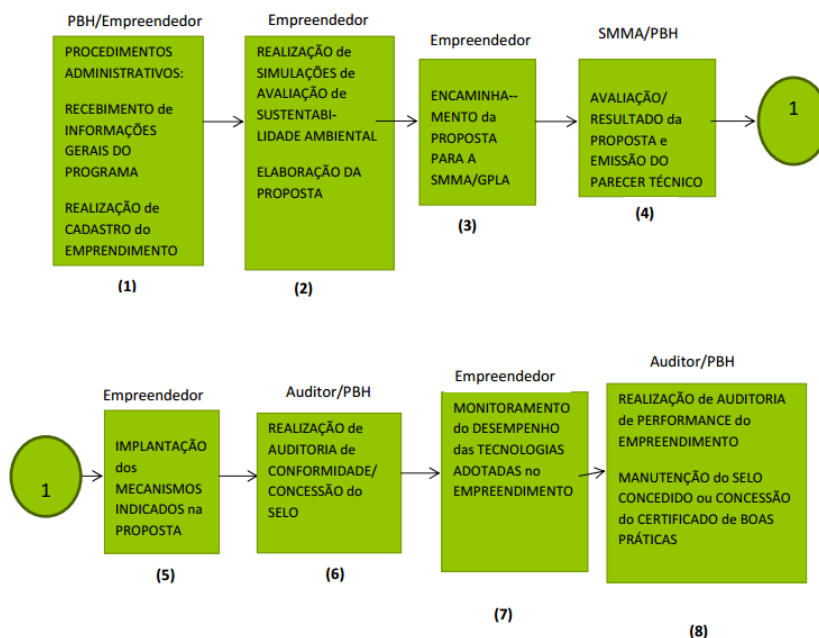 PBH/Empreendedor
PROCEDIMENTOS
ADMINISTRATIVOS:
RECEBIMENTO de
INFORMAÇÕES
GERAIS DO
PROGRAMA
REALIZAÇÃO de
CADASTRO do
EMPRENDIMENTO
(1)
Empreendedor
REALIZAÇÃO de
SIMULAÇÕES de
AVALIAÇÃO de
SUSTENTABI-
LIDADE AMBIENTAL
ELABORAÇÃO DA
PROPOSTA
(2)
Empreendedor
ENCAMINHA--
MENTO da
PROPOSTA
PARA A
SMMA/GPLA
(3)
SMMA/PBH
AVALIAÇÃO/
RESULTADO da
PROPOSTA e
EMISSÃO DO
PARECER TÉCNICO
(4)
1
1
Empreendedor
IMPLANTAÇÃO
dos
MECANISMOS
INDICADOS na
PROPOSTA
(5)
Auditor/PBH
REALIZAÇÃO de
AUDITORIA de
CONFORMIDADE/
CONCESSÃO do
SELO
(6)
Empreendedor
MONITORAMENTO
do DESEMPENHO
das TECNOLOGIAS
ADOTADAS no
EMPREENDIMENTO
(7)
Auditor/PBH
REALIZAÇÃO de AUDITORIA
de PERFORMANCE do
EMPREENDIMENTO
MANUTENÇÃO do SELO
CONCEDIDO ou CONCESSÃO
do CERTIFICADO de BOAS
PRÁTICAS
(8)